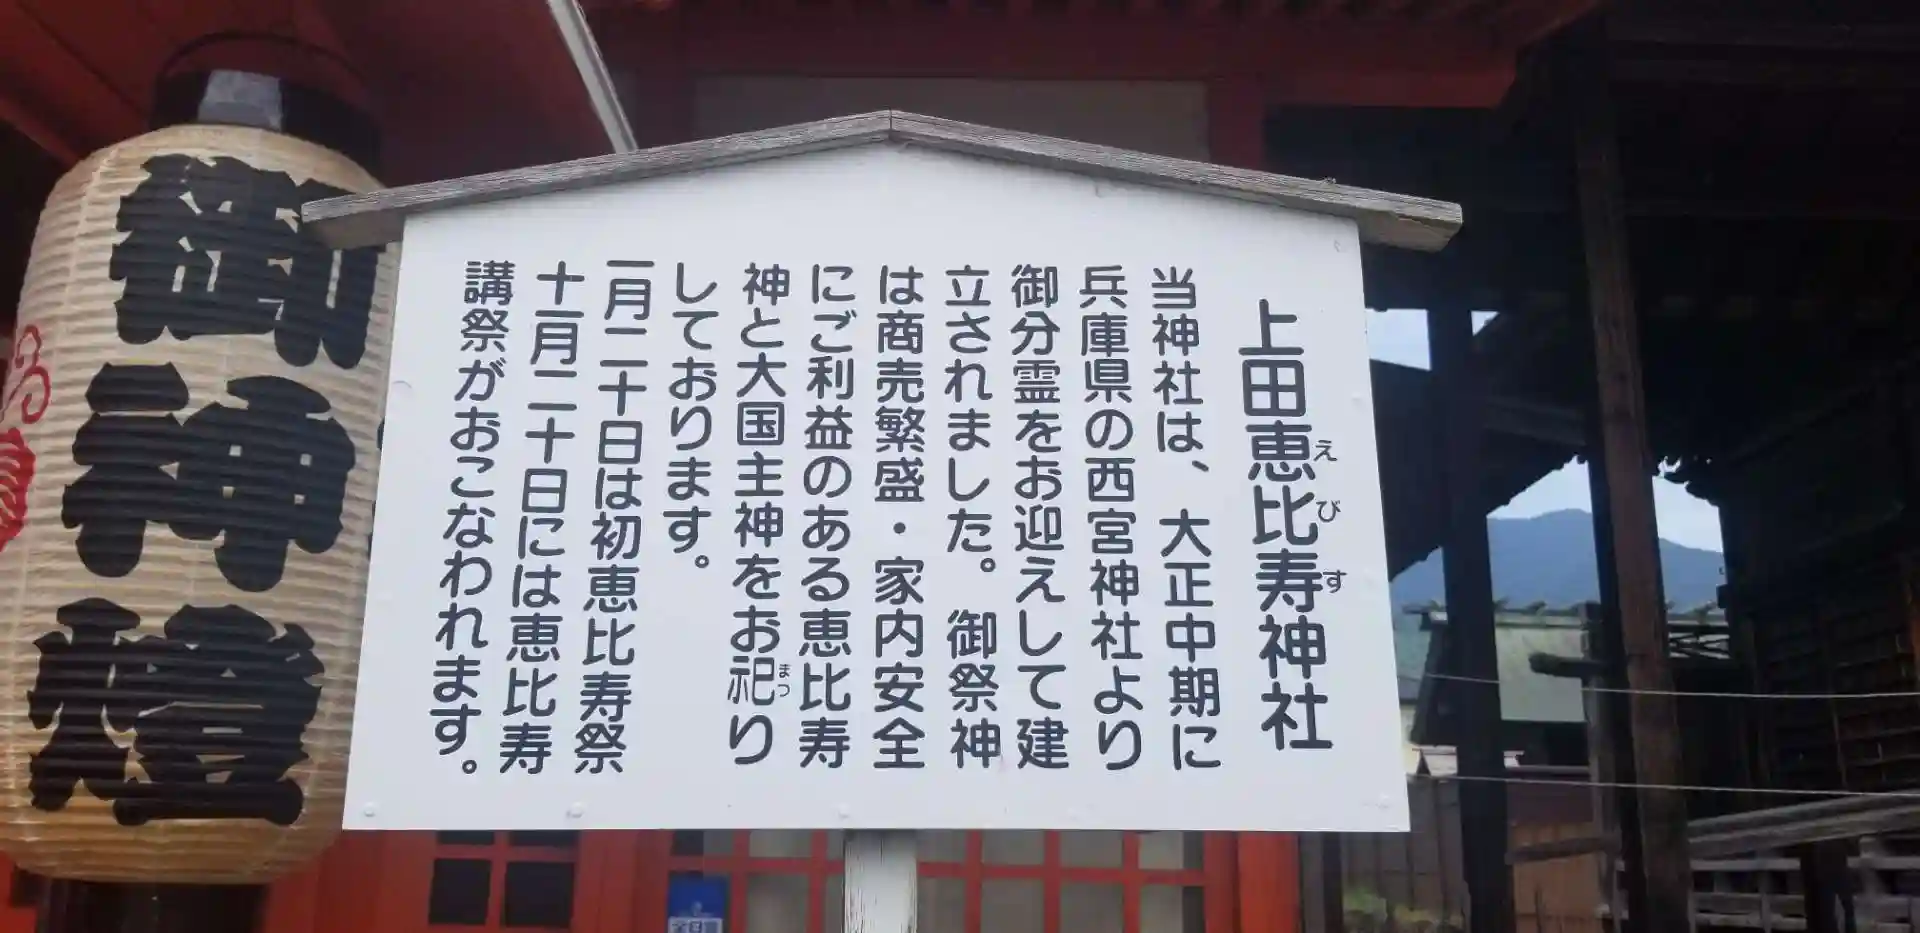 上田恵比寿神社
えびす
当神社は、大正中期に
兵庫県の西宮神社より
御分霊をお迎えして建
立されました。御祭神
は商売繁盛・家内安全
にご利益のある恵比寿
神と大国主神をお祀り
まつ
しております。
一月二十日は初恵比寿祭
十一月二十日には恵比寿
講祭がおこなわれます。
御神燈